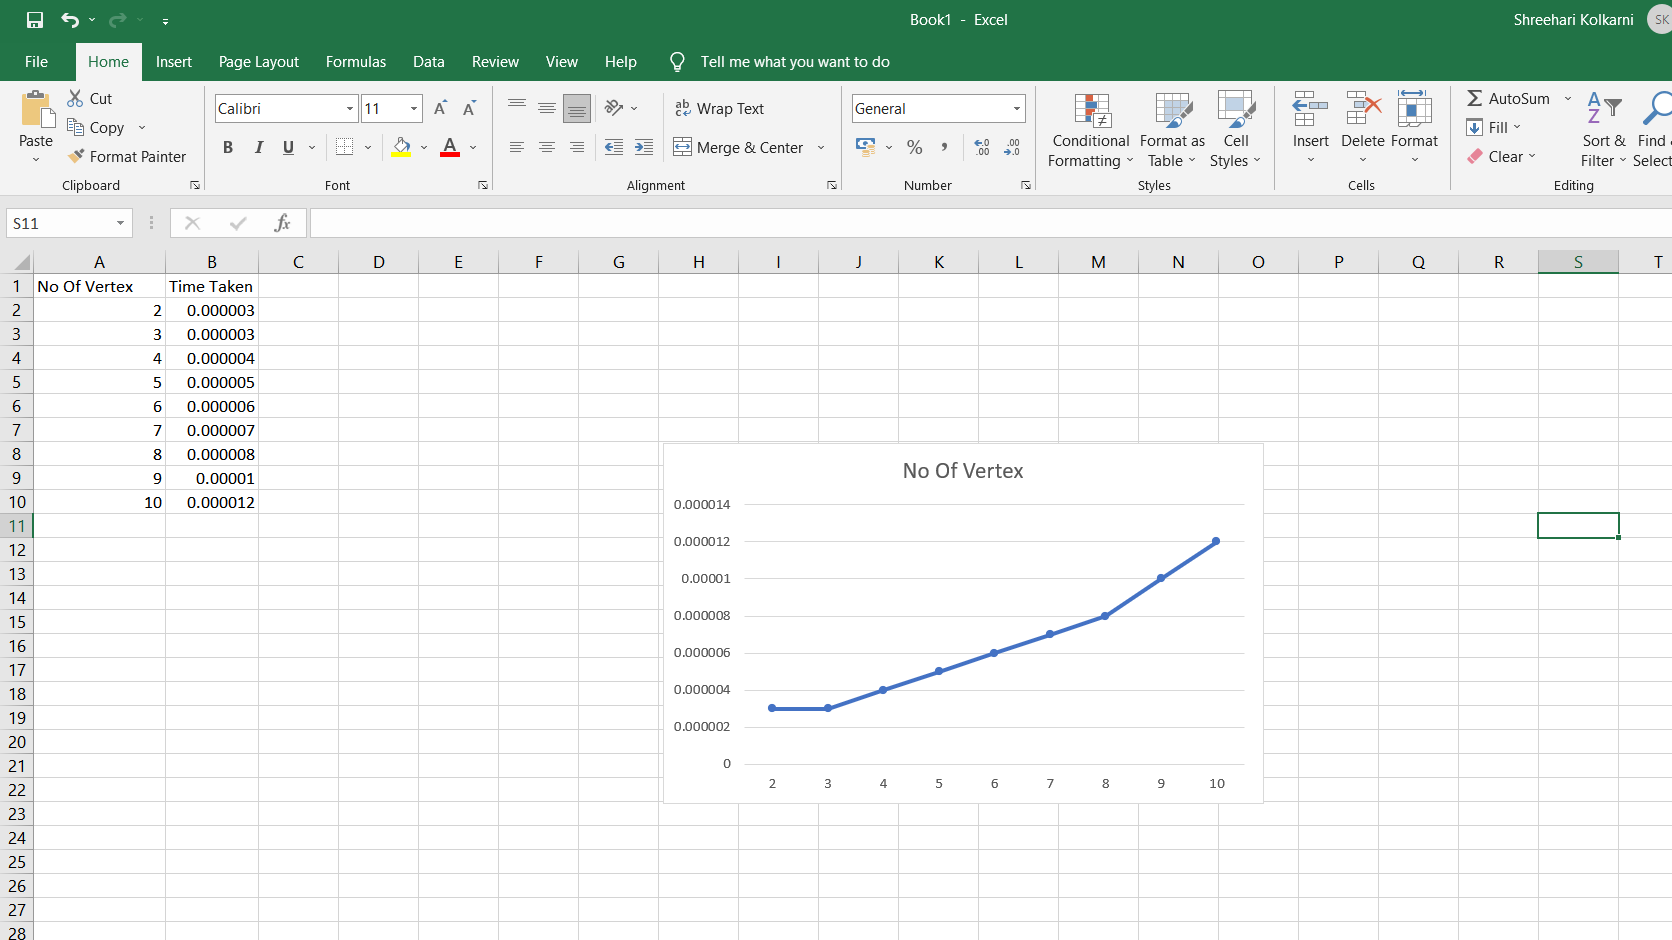 Book1 - Excel
Shreehari Kolkarni SK
File Home Insert Page Layout Formulas Data Review View Help Tell me what you want to do
Paste
Cut
Copy
Format Painter
Clipboard
Calibri 11
B I U A
Font
ab Wrap Text
Merge & Center
Alignment
General
% ,
Number
Conditional Formatting
Format as Table
Cell Styles
Styles
Insert
Delete
Format
Cells
AutoSum
Fill
Clear
Sort & Filter
Find
Select
Editing
S11
fx
A B C D E F G H I J K L M N O P Q R S T
1 No Of Vertex Time Taken
2 2 0.000003
3 3 0.000003
4 4 0.000004
5 5 0.000005
6 6 0.000006
7 7 0.000007
8 8 0.000008
9 9 0.00001
10 10 0.000012
11
12
13
14
15
16
17
18
19
20
21
22
23
24
25
26
27
28
No Of Vertex
0.000014
0.000012
0.00001
0.000008
0.000006
0.000004
0.000002
0
2 3 4 5 6 7 8 9 10